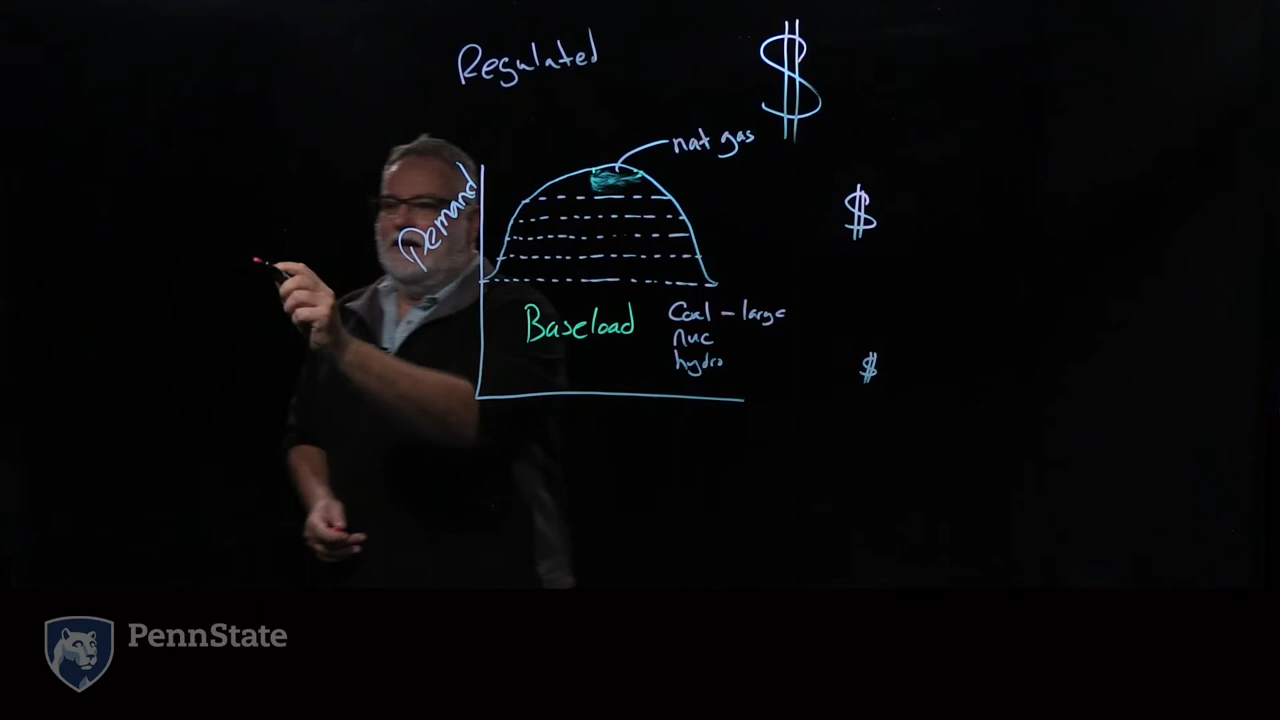 Regulated
$
nat gas
Demand
$
Baseload
Coal - large
nuc
hydro
$
PennState